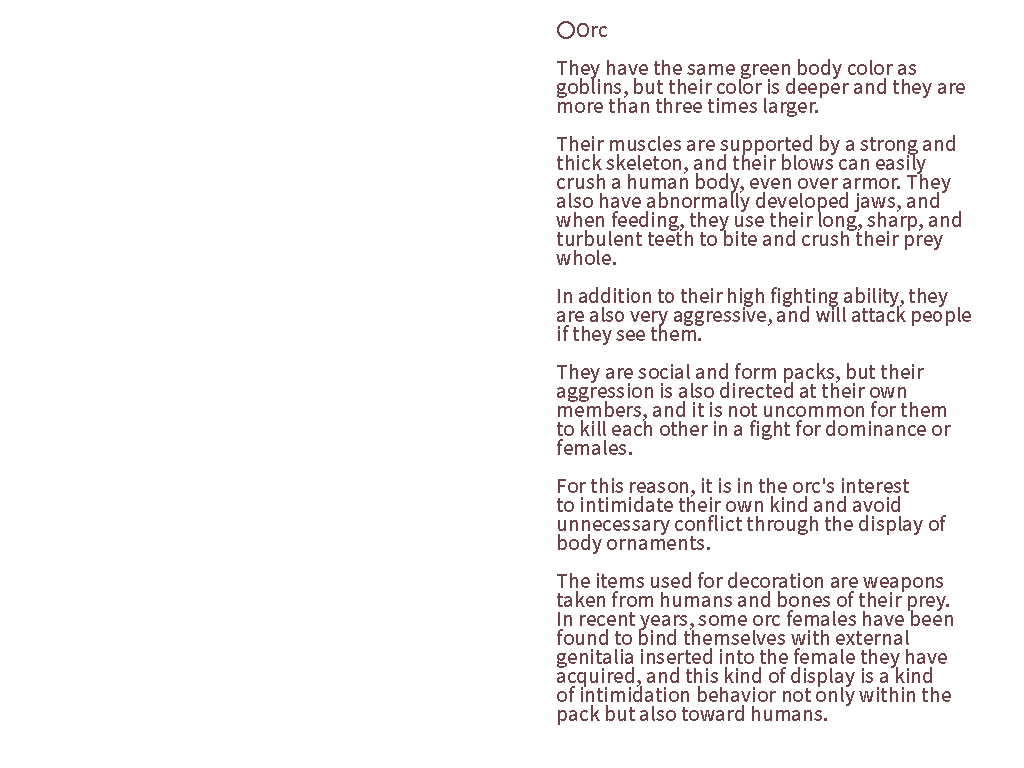 ○Orc
They have the same green body color as
goblins, but their color is deeper and they are
more than three times larger.
Their muscles are supported by a strong and
thick skeleton, and their blows can easily
crush a human body, even over armor. They
also have abnormally developed jaws, and
when feeding, they use their long, sharp, and
turbulent teeth to bite and crush their prey
whole.
In addition to their high fighting ability, they
are also very aggressive, and will attack people
if they see them.
They are social and form packs, but their
aggression is also directed at their own
members, and it is not uncommon for them
to kill each other in a fight for dominance or
females.
For this reason, it is in the orc's interest
to intimidate their own kind and avoid
unnecessary conflict through the display of
body ornaments.
The items used for decoration are weapons
taken from humans and bones of their prey.
In recent years, some orc females have been
found to bind themselves with external
genitalia inserted into the female they have
acquired, and this kind of display is a kind
of intimidation behavior not only within the
pack but also toward humans.